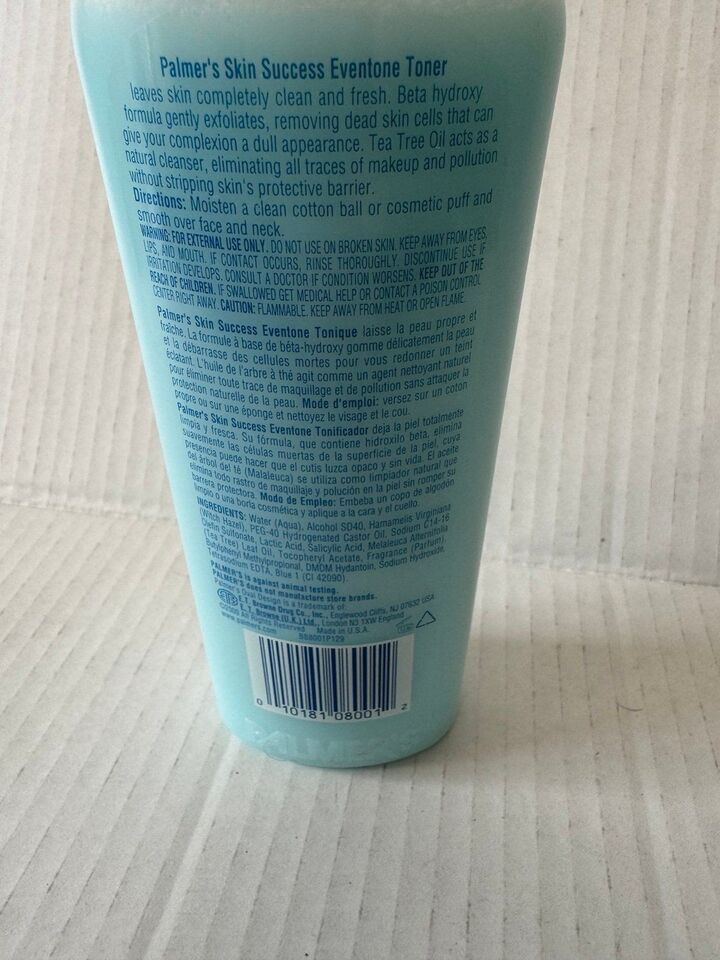 Palmer's Skin Success Eventone Toner
leaves skin completely clean and fresh. Beta hydroxy
formula gently exfoliates, removing dead skin cells that can
give your complexion a dull appearance. Tea Tree Oil acts as a
natural cleanser, eliminating all traces of makeup and pollution
without stripping skin's protective barrier.
Directions: Moisten a clean cotton ball or cosmetic puff and
smooth over face and neck.
WARNING: FOR EXTERNAL USE ONLY. DO NOT USE ON BROKEN SKIN. KEEP AWAY FROM EYES,
LIPS, AND MOUTH. IF CONTACT OCCURS, RINSE THOROUGHLY. DISCONTINUE USE IF
IRRITATION DEVELOPS. CONSULT A DOCTOR IF CONDITION WORSENS. KEEP OUT OF THE
REACH OF CHILDREN. IF SWALLOWED GET MEDICAL HELP OR CONTACT A POISON CONTROL
CENTER RIGHT AWAY. CAUTION: FLAMMABLE. KEEP AWAY FROM HEAT OR OPEN FLAME.
Palmer's Skin Success Eventone Tonique laisse la peau propre et
fraîche. La formule à base de béta-hydroxy gomme délicatement la peau
et la débarrasse des cellules mortes pour vous redonner un teint
éclatant. L'huile de l'arbre à thé agit comme un agent nettoyant naturel
pour éliminer toute trace de maquillage et de pollution sans attaquer la
protection naturelle de la peau. Mode d'emploi: versez sur un coton
propre ou sur une éponge et nettoyez le visage et le cou.
Palmer's Skin Success Eventone Tonificador deja la piel totalmente
limpia y fresca. Su fórmula, que contiene hidroxilo beta, elimina
suavemente las células muertas de la superficie de la piel, cuya
presencia puede hacer que el cutis luzca opaco y sin vida. El aceite
del árbol del té (Malaleuca) se utiliza como limpiador natural que
elimina todo rastro de maquillaje y polución en la piel sin romper su
barrera protectora. Modo de Empleo: Embeba un copo de algodón
limpio o una borla cosmética y aplique a la cara y el cuello.
INGREDIENTS: Water (Aqua), Alcohol SD40, Hamamelis Virginiana
(Witch Hazel), PEG-40 Hydrogenated Castor Oil, Sodium C14-16
Olefin Sulfonate, Lactic Acid, Salicylic Acid, Melaleuca Alternifolia
(Tea Tree) Leaf Oil, Tocopheryl Acetate, Fragrance (Parfum),
Butylphenyl Methylpropional, DMDM Hydantoin, Sodium Hydroxide,
Tetrasodium EDTA, Blue 1 (CI 42090).
PALMER'S is against animal testing.
PALMER'S does not manufacture store brands.
Palmer's Oval Design is a trademark of
E.T. Browne Drug Co., Inc., Englewood Cliffs, NJ 07632 USA
E.T. Browne (U.K.) Ltd., London N3 1XW England
All Rights Reserved Made in U.S.A.
www.palmers.com BB8001P129
0 10181 08001 2
PALMER'S